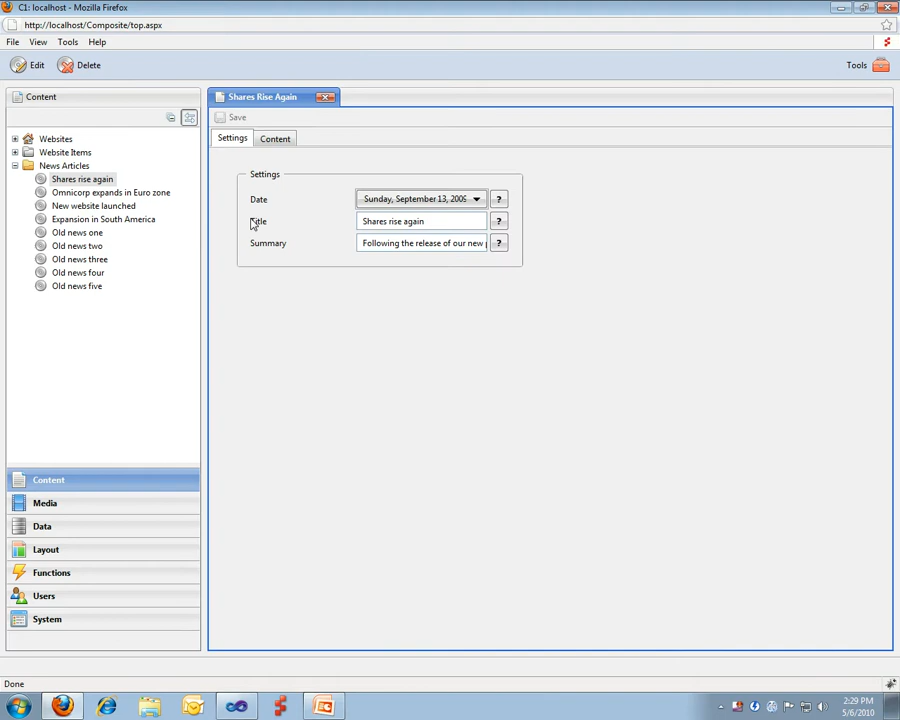 C1: localhost - Mozilla Firefox
http://localhost/Composite/top.aspx
File View Tools Help
Edit Delete Tools
Content
Shares Rise Again
Save
Settings Content
Websites
Website Items
News Articles
Shares rise again
Omnicorp expands in Euro zone
New website launched
Expansion in South America
Old news one
Old news two
Old news three
Old news four
Old news five
Settings
Date Sunday, September 13, 2009 ?
Title Shares rise again ?
Summary Following the release of our new ?
Content
Media
Data
Layout
Functions
Users
System
Done
2:29 PM
5/6/2010